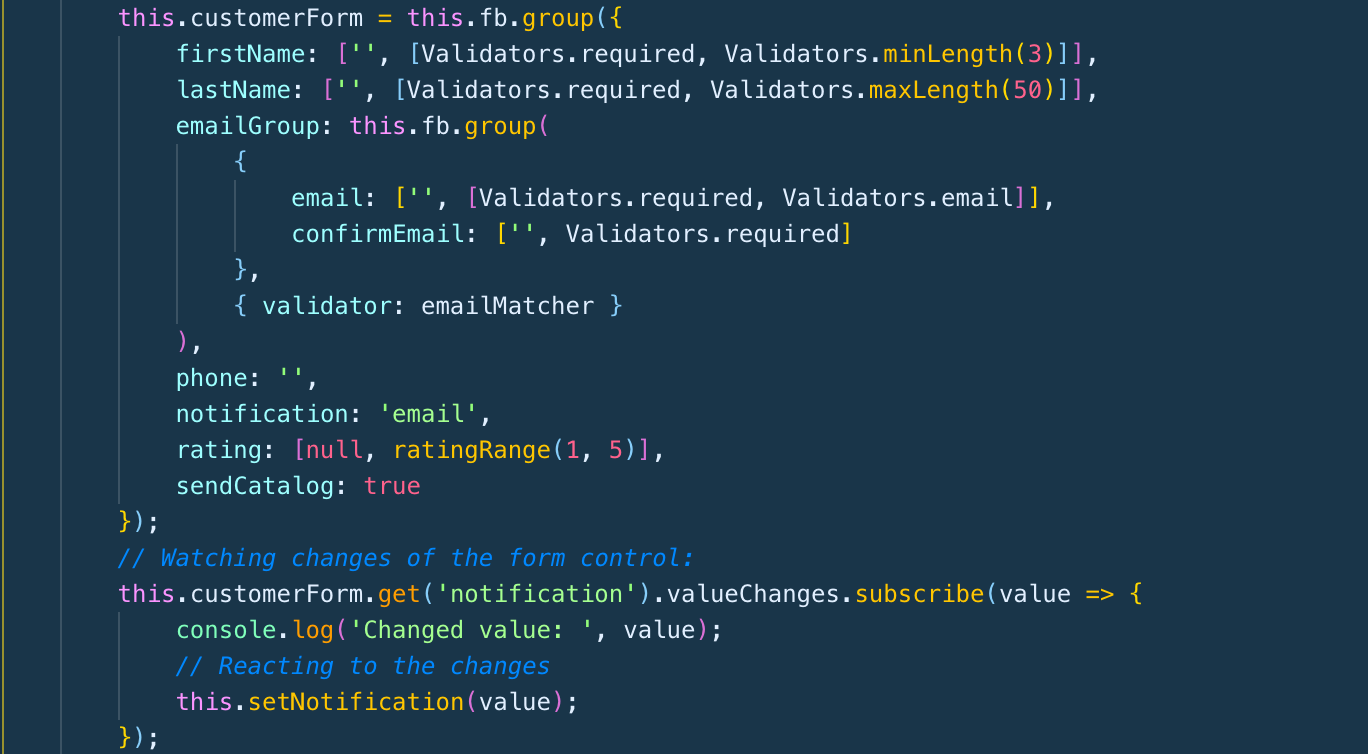 this.customerForm = this.fb.group({
firstName: ['', [Validators.required, Validators.minLength(3)]],
lastName: ['', [Validators.required, Validators.maxLength(50)]],
emailGroup: this.fb.group(
{
email: ['', [Validators.required, Validators.email]],
confirmEmail: ['', Validators.required]
},
{ validator: emailMatcher }
),
phone: '',
notification: 'email',
rating: [null, ratingRange(1, 5)],
sendCatalog: true
});
// Watching changes of the form control:
this.customerForm.get('notification').valueChanges.subscribe(value => {
console.log('Changed value: ', value);
// Reacting to the changes
this.setNotification(value);
});